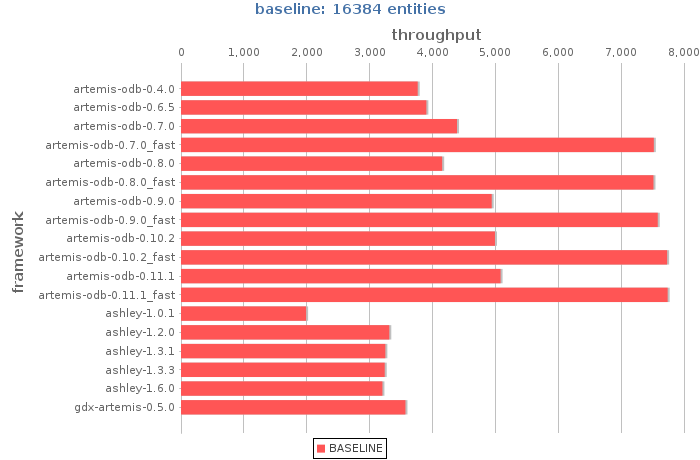 baseline: 16384 entities
throughput
0 1,000 2,000 3,000 4,000 5,000 6,000 7,000 8,000
framework
artemis-odb-0.4.0
artemis-odb-0.6.5
artemis-odb-0.7.0
artemis-odb-0.7.0_fast
artemis-odb-0.8.0
artemis-odb-0.8.0_fast
artemis-odb-0.9.0
artemis-odb-0.9.0_fast
artemis-odb-0.10.2
artemis-odb-0.10.2_fast
artemis-odb-0.11.1
artemis-odb-0.11.1_fast
ashley-1.0.1
ashley-1.2.0
ashley-1.3.1
ashley-1.3.3
ashley-1.6.0
gdx-artemis-0.5.0
BASELINE